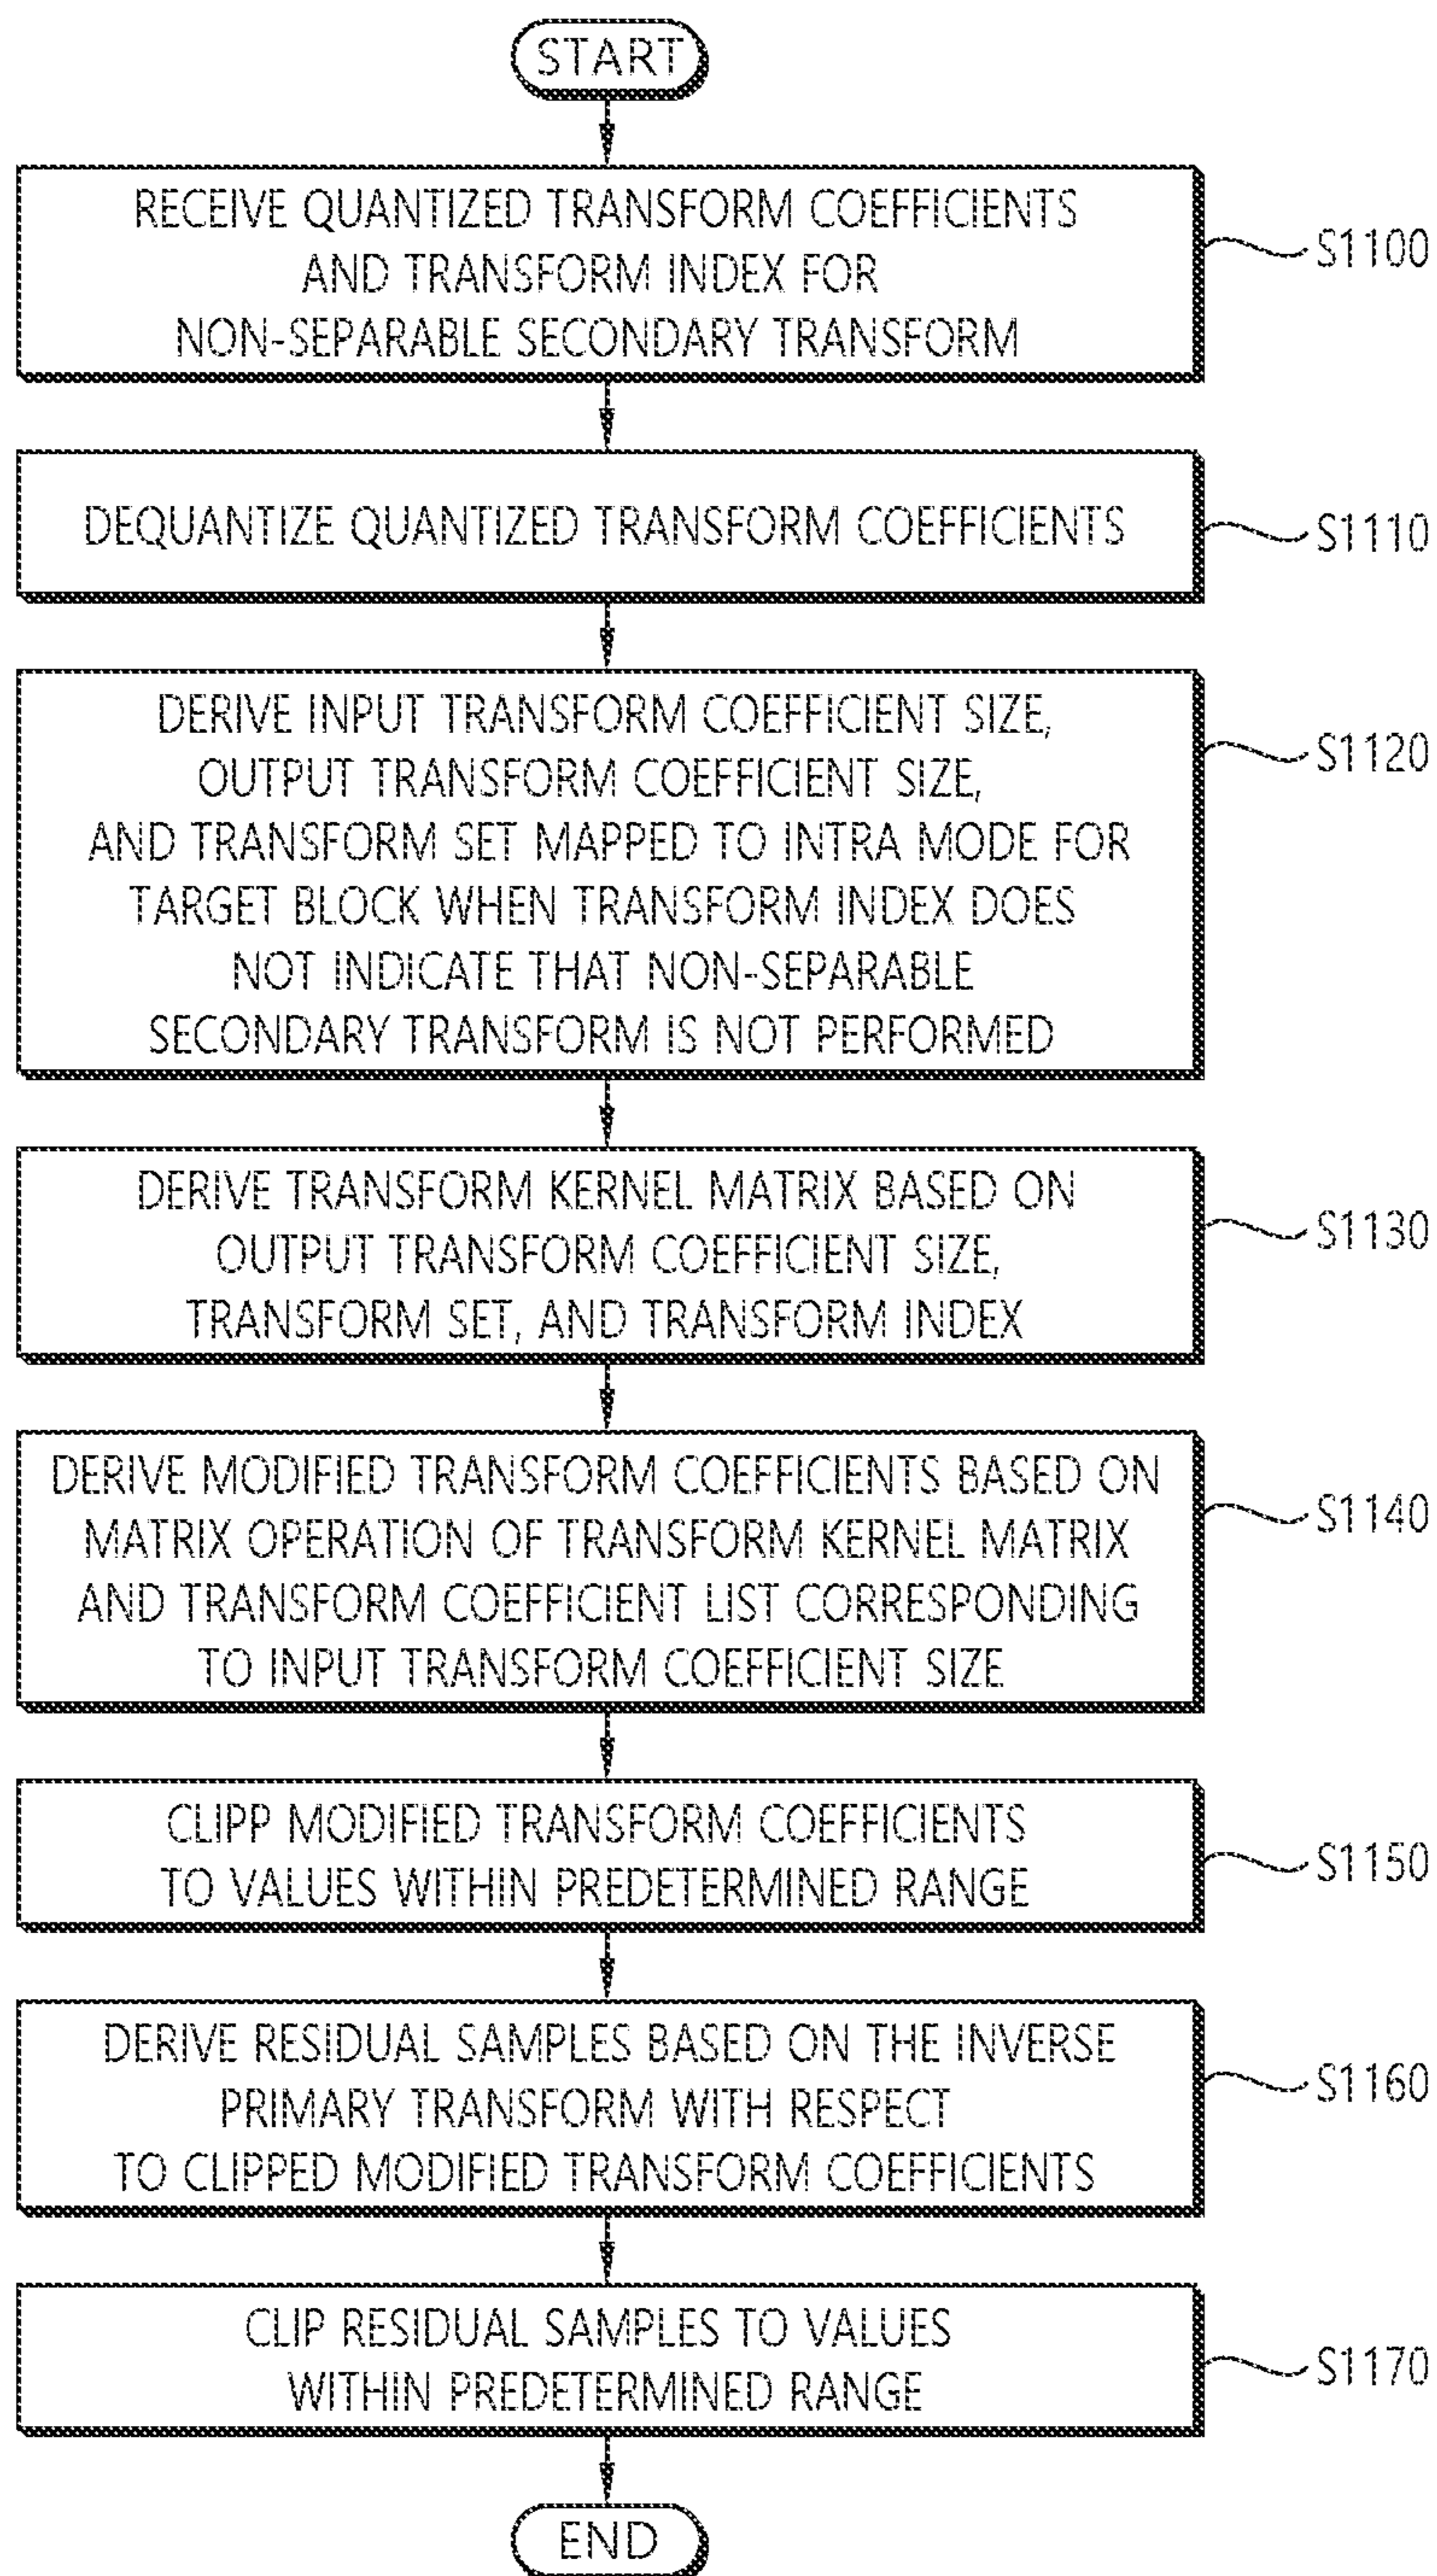 START
RECEIVE QUANTIZED TRANSFORM COEFFICIENTS
AND TRANSFORM INDEX FOR
NON-SEPARABLE SECONDARY TRANSFORM
S1100
DEQUANTIZE QUANTIZED TRANSFORM COEFFICIENTS
S1110
DERIVE INPUT TRANSFORM COEFFICIENT SIZE,
OUTPUT TRANSFORM COEFFICIENT SIZE,
AND TRANSFORM SET MAPPED TO INTRA MODE FOR
TARGET BLOCK WHEN TRANSFORM INDEX DOES
NOT INDICATE THAT NON-SEPARABLE
SECONDARY TRANSFORM IS NOT PERFORMED
S1120
DERIVE TRANSFORM KERNEL MATRIX BASED ON
OUTPUT TRANSFORM COEFFICIENT SIZE,
TRANSFORM SET, AND TRANSFORM INDEX
S1130
DERIVE MODIFIED TRANSFORM COEFFICIENTS BASED ON
MATRIX OPERATION OF TRANSFORM KERNEL MATRIX
AND TRANSFORM COEFFICIENT LIST CORRESPONDING
TO INPUT TRANSFORM COEFFICIENT SIZE
S1140
CLIPP MODIFIED TRANSFORM COEFFICIENTS
TO VALUES WITHIN PREDETERMINED RANGE
S1150
DERIVE RESIDUAL SAMPLES BASED ON THE INVERSE
PRIMARY TRANSFORM WITH RESPECT
TO CLIPPED MODIFIED TRANSFORM COEFFICIENTS
S1160
CLIP RESIDUAL SAMPLES TO VALUES
WITHIN PREDETERMINED RANGE
S1170
END